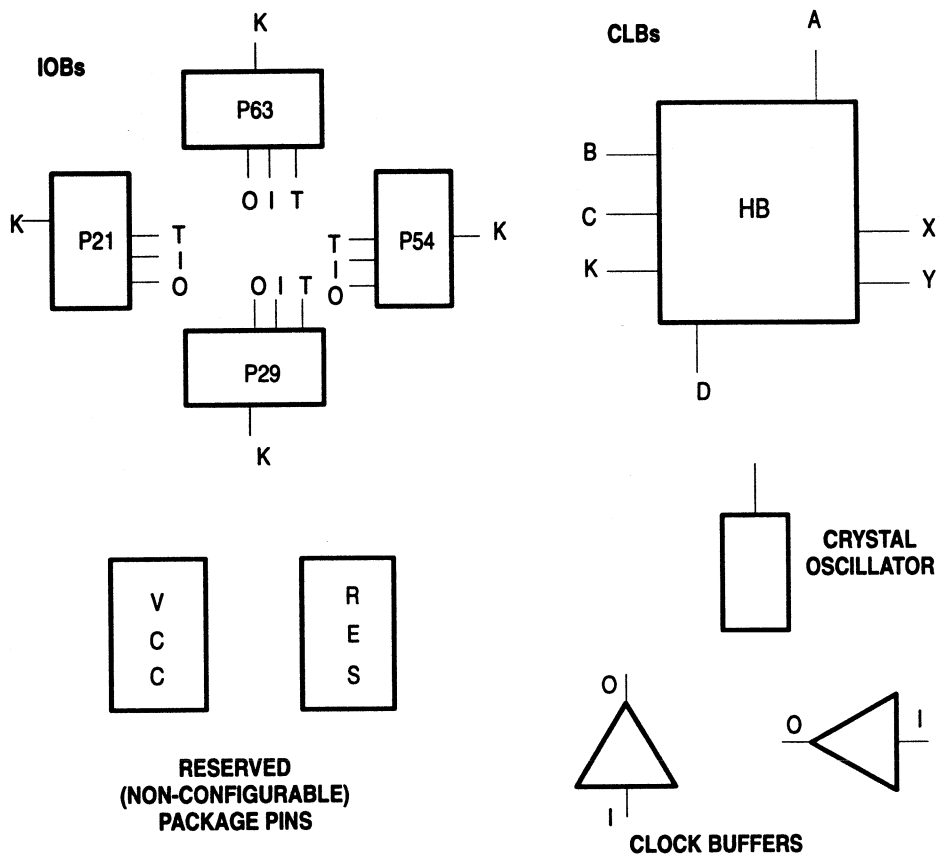 IOBs
K
P63
O I T
K
P21
T
I
O
T
I
O
P54
K
O I T
P29
K
CLBs
A
B
C
K
HB
X
Y
D
V
C
C
R
E
S
RESERVED
(NON-CONFIGURABLE)
PACKAGE PINS
CRYSTAL
OSCILLATOR
O
I
O
I
CLOCK BUFFERS